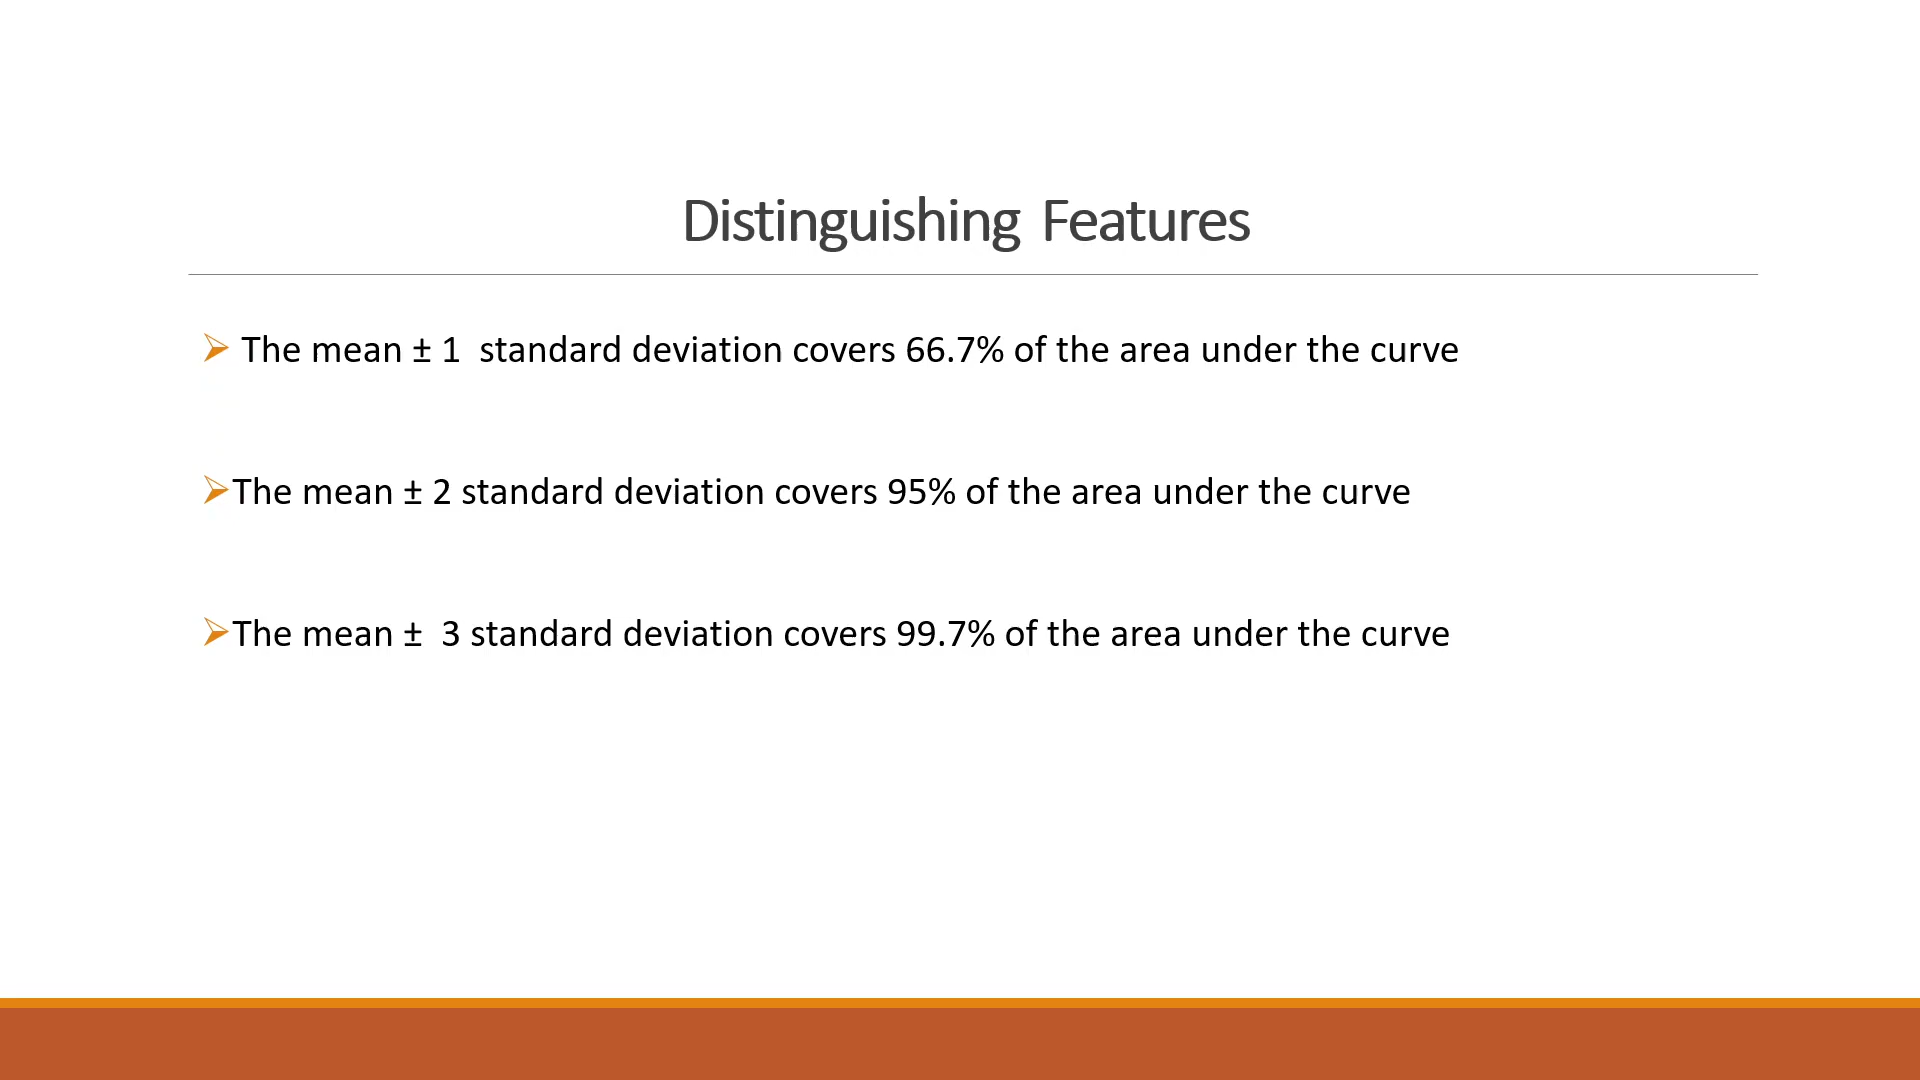 Distinguishing Features
The mean ± 1 standard deviation covers 66.7% of the area under the curve
The mean ± 2 standard deviation covers 95% of the area under the curve
The mean ± 3 standard deviation covers 99.7% of the area under the curve